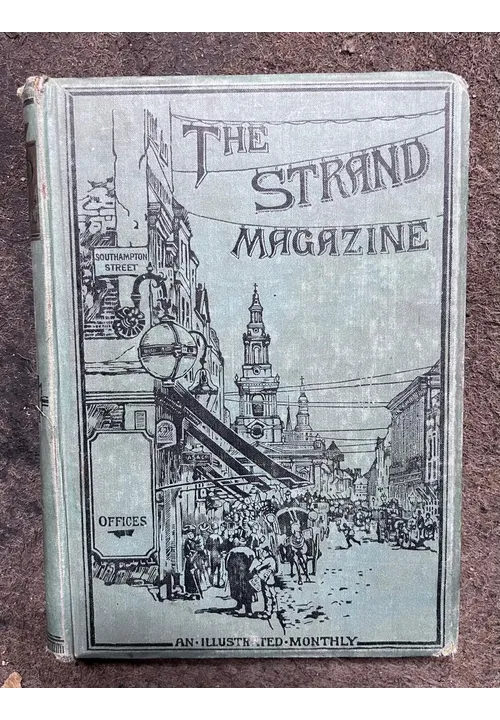 THE
STRAND
MAGAZINE
SOUTHAMPTON
STREET
OFFICES
AN·ILLUSTRATED·MONTHLY